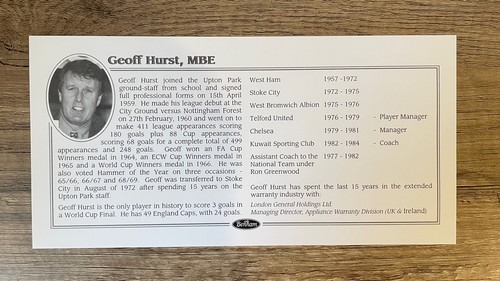 Geoff Hurst, MBE
Geoff Hurst joined the Upton Park
ground-staff from school and signed
full professional forms on 15th April
1959. He made his league debut at the
City Ground versus Nottingham Forest
on 27th February, 1960 and went on to
make 411 league appearances scoring
180 goals plus 88 Cup appearances,
scoring 68 goals for a complete total of 499
appearances and 248 goals. Geoff won an FA Cup
Winners medal in 1964, an ECW Cup Winners medal in
1965 and a World Cup Winners medal in 1966. He was
also voted Hammer of the Year on three occasions -
65/66, 66/67 and 68/69. Geoff was transferred to Stoke
City in August of 1972 after spending 15 years on the
Upton Park staff.
Geoff Hurst is the only player in history to score 3 goals in
a World Cup Final. He has 49 England Caps, with 24 goals.
West Ham 1957 -1972
Stoke City 1972 - 1975
West Bromwich Albion 1975 - 1976
Telford United 1976 - 1979 Player Manager
Chelsea 1979 - 1981 - Manager
Kuwait Sporting Club 1982 - 1984 - Coach
Assistant Coach to the 1977 - 1982
National Team under
Ron Greenwood
Geoff Hurst has spent the last 15 years in the extended
warranty industry with:
London General Holdings Ltd.
Managing Director, Appliance Warranty Division (UK & Ireland)
Benham